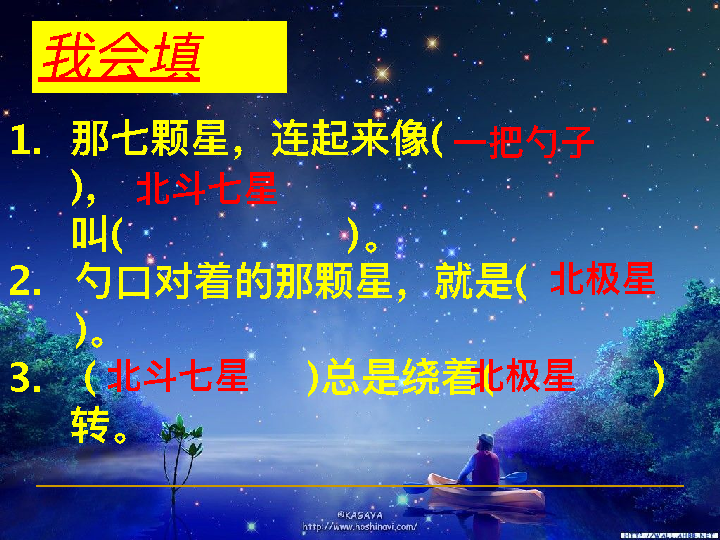 我会填
1. 那七颗星，连起来像( 一把勺子
)， 北斗七星
叫( )。
2. 勺口对着的那颗星，就是( 北极星
)。
3. ( 北斗七星 )总是绕着( 北极星 )
转。
©KAGAYA
http://www.hoshinavi.com/